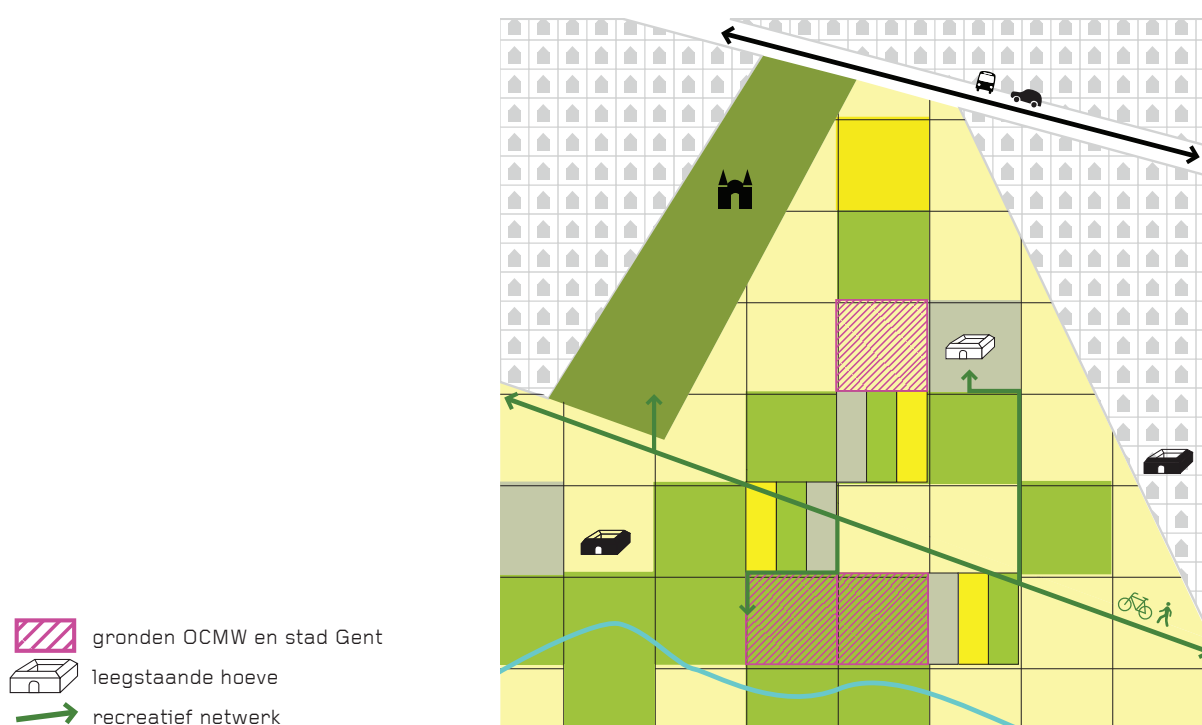 gronden OCMW en stad Gent
leegstaande hoeve
recreatief netwerk